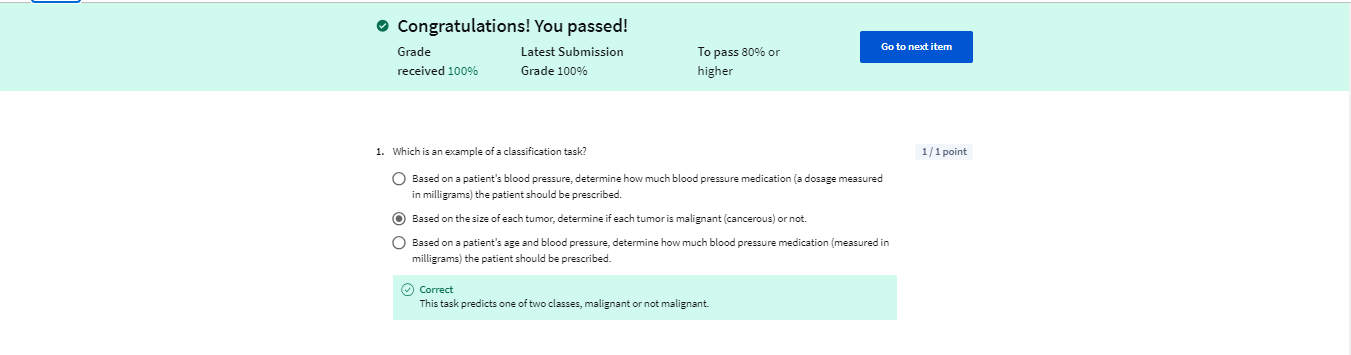 Congratulations! You passed!
Grade received 100%
Latest Submission Grade 100%
To pass 80% or higher
Go to next item
1. Which is an example of a classification task?
1 / 1 point
Based on a patient's blood pressure, determine how much blood pressure medication (a dosage measured
in milligrams) the patient should be prescribed.
Based on the size of each tumor, determine if each tumor is malignant (cancerous) or not.
Based on a patient's age and blood pressure, determine how much blood pressure medication (measured in
milligrams) the patient should be prescribed.
Correct
This task predicts one of two classes, malignant or not malignant.